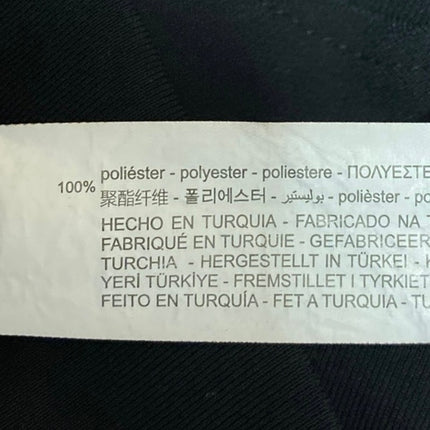 100% poliéster - polyester - poliestere - ΠΟΛΥΕΣΤΕ
聚酯纤维 - 폴리에스터 - بوليستير - polièster - po
HECHO EN TURQUIA - FABRICADO NA T
FABRIQUÉ EN TURQUIE - GEFABRICEER
TURCHIA - HERGESTELLT IN TÜRKEI - K
YERİ TÜRKİYE - FREMSTILLET I TYRKIET
FEITO EN TURQUÍA - FET A TURQUIA - TU